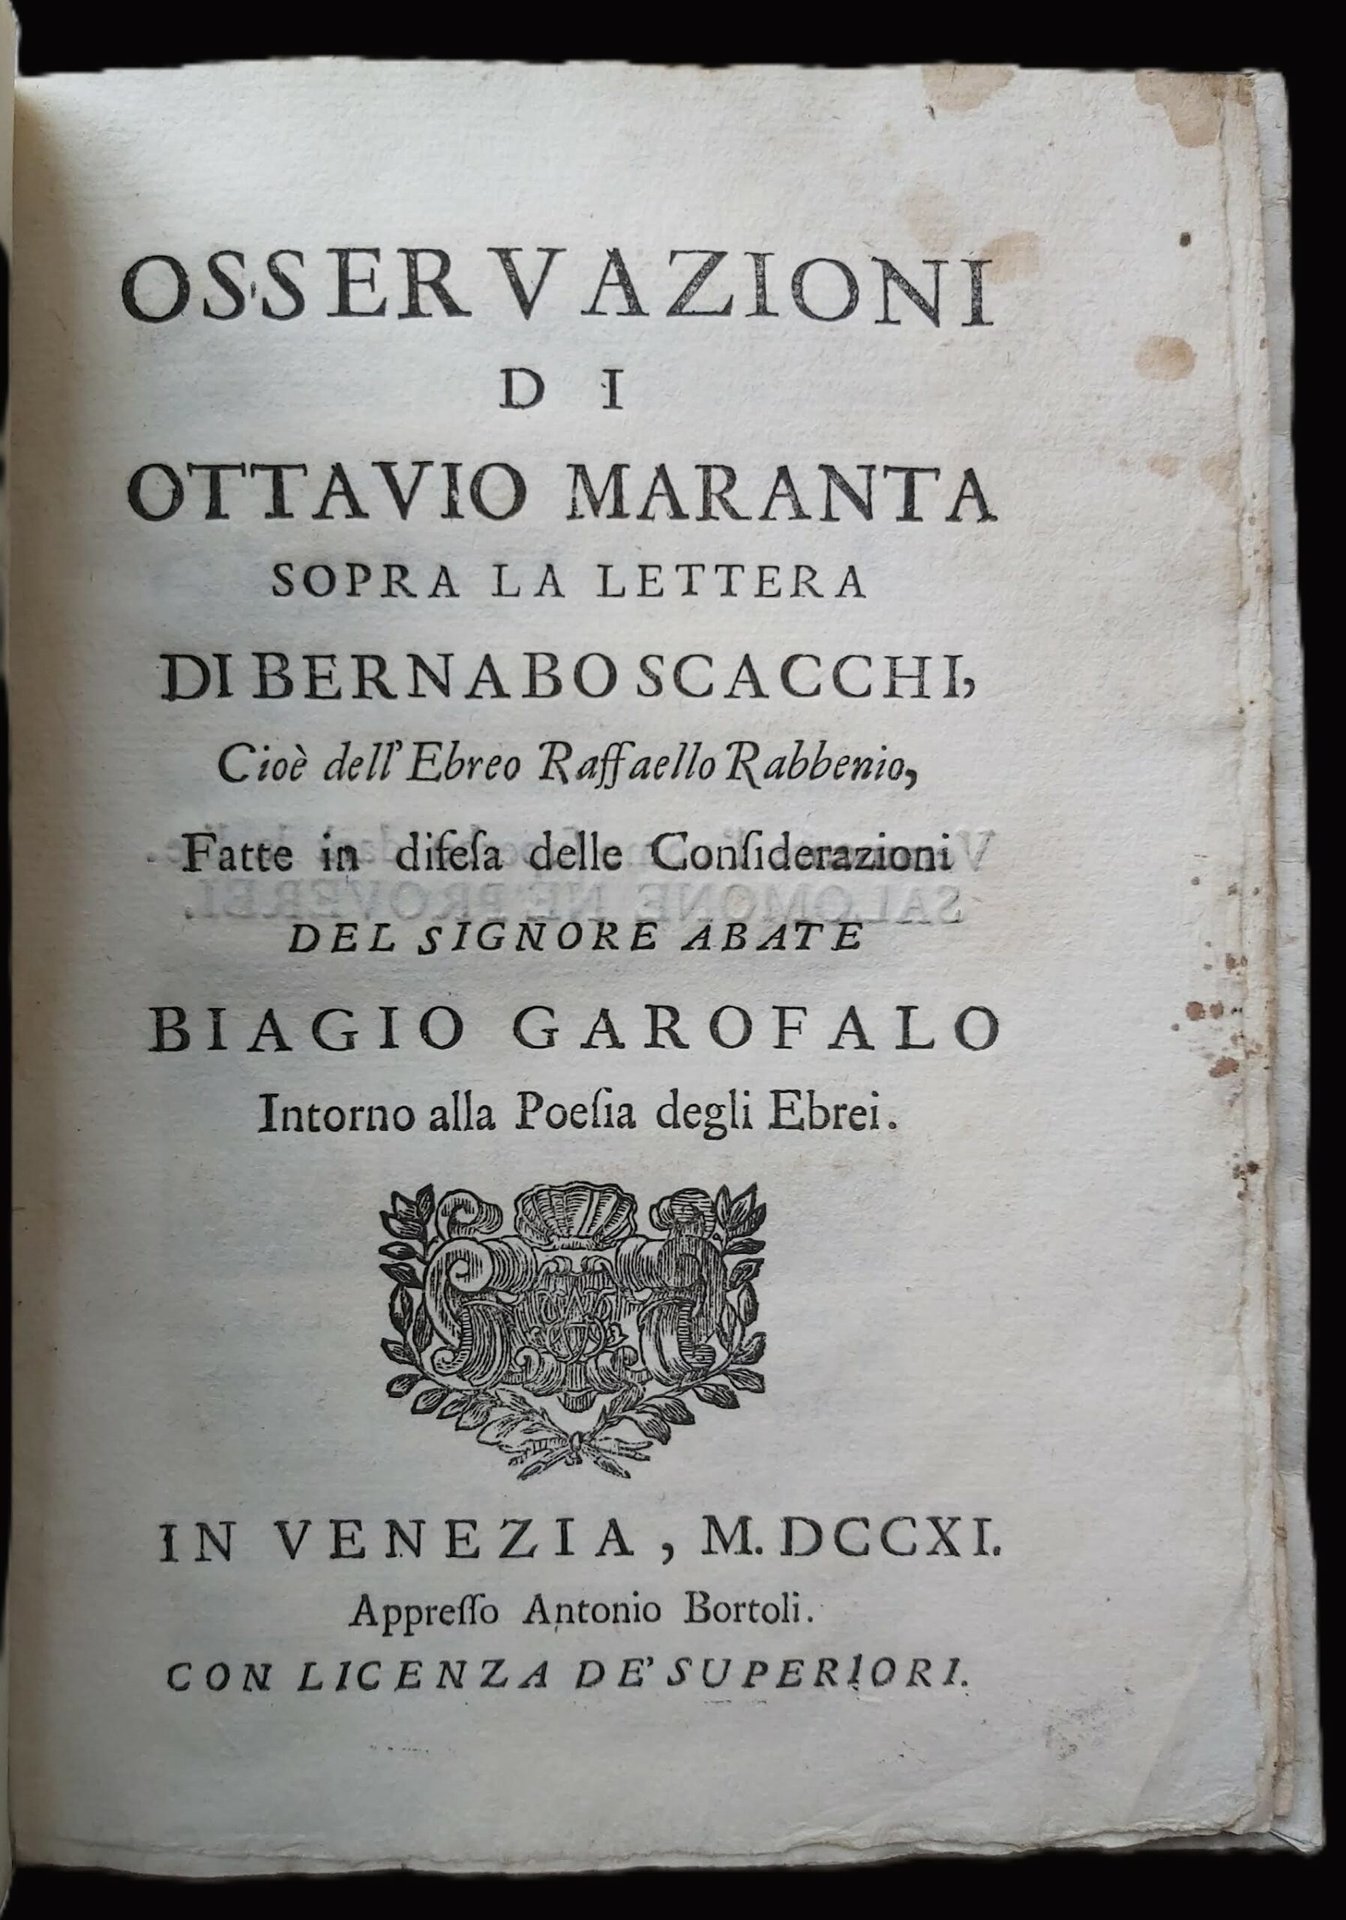 OSSERVAZIONI
DI
OTTAVIO MARANTA
SOPRA LA LETTERA
DI BERNABO SCACCHI,
Cioè dell'Ebreo Raffaello Rabbenio,
Fatte in difeſa delle Conſiderazioni
DEL SIGNORE ABATE
BIAGIO GAROFALO
Intorno alla Poeſia degli Ebrei.
IN VENEZIA, M. DCCXI.
Appreſſo Antonio Bortoli.
CON LICENZA DE' SUPERIORI.